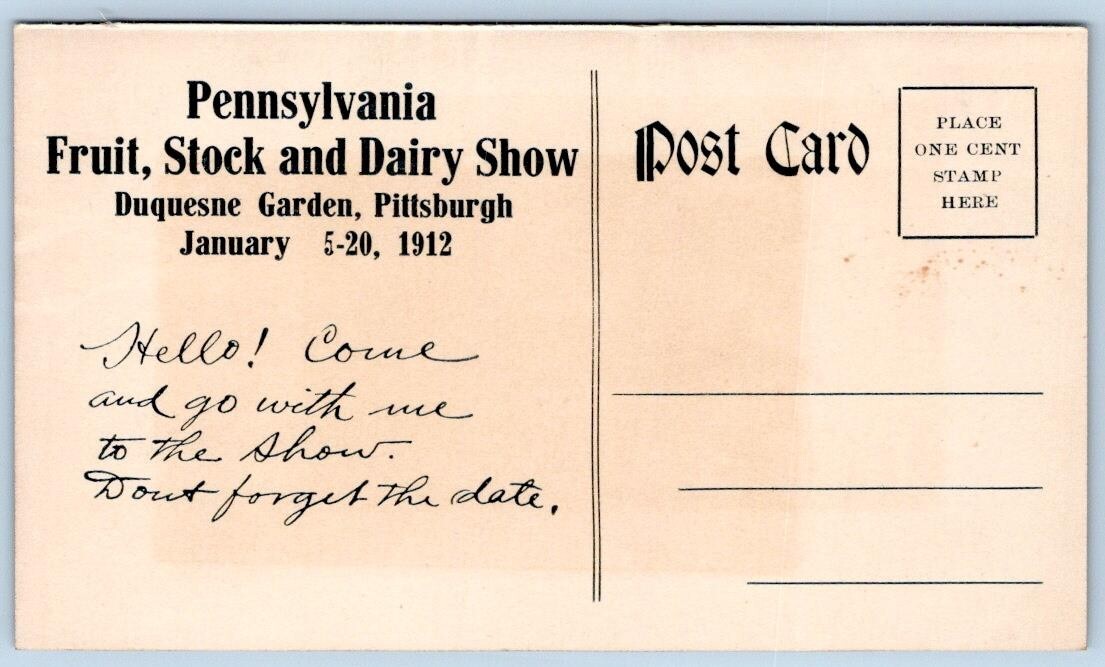 Pennsylvania
Fruit, Stock and Dairy Show
Duquesne Garden, Pittsburgh
January 5-20, 1912
Hello! Come
and go with me
to the show.
Dont forget the date.
Post Card
PLACE
ONE CENT
STAMP
HERE